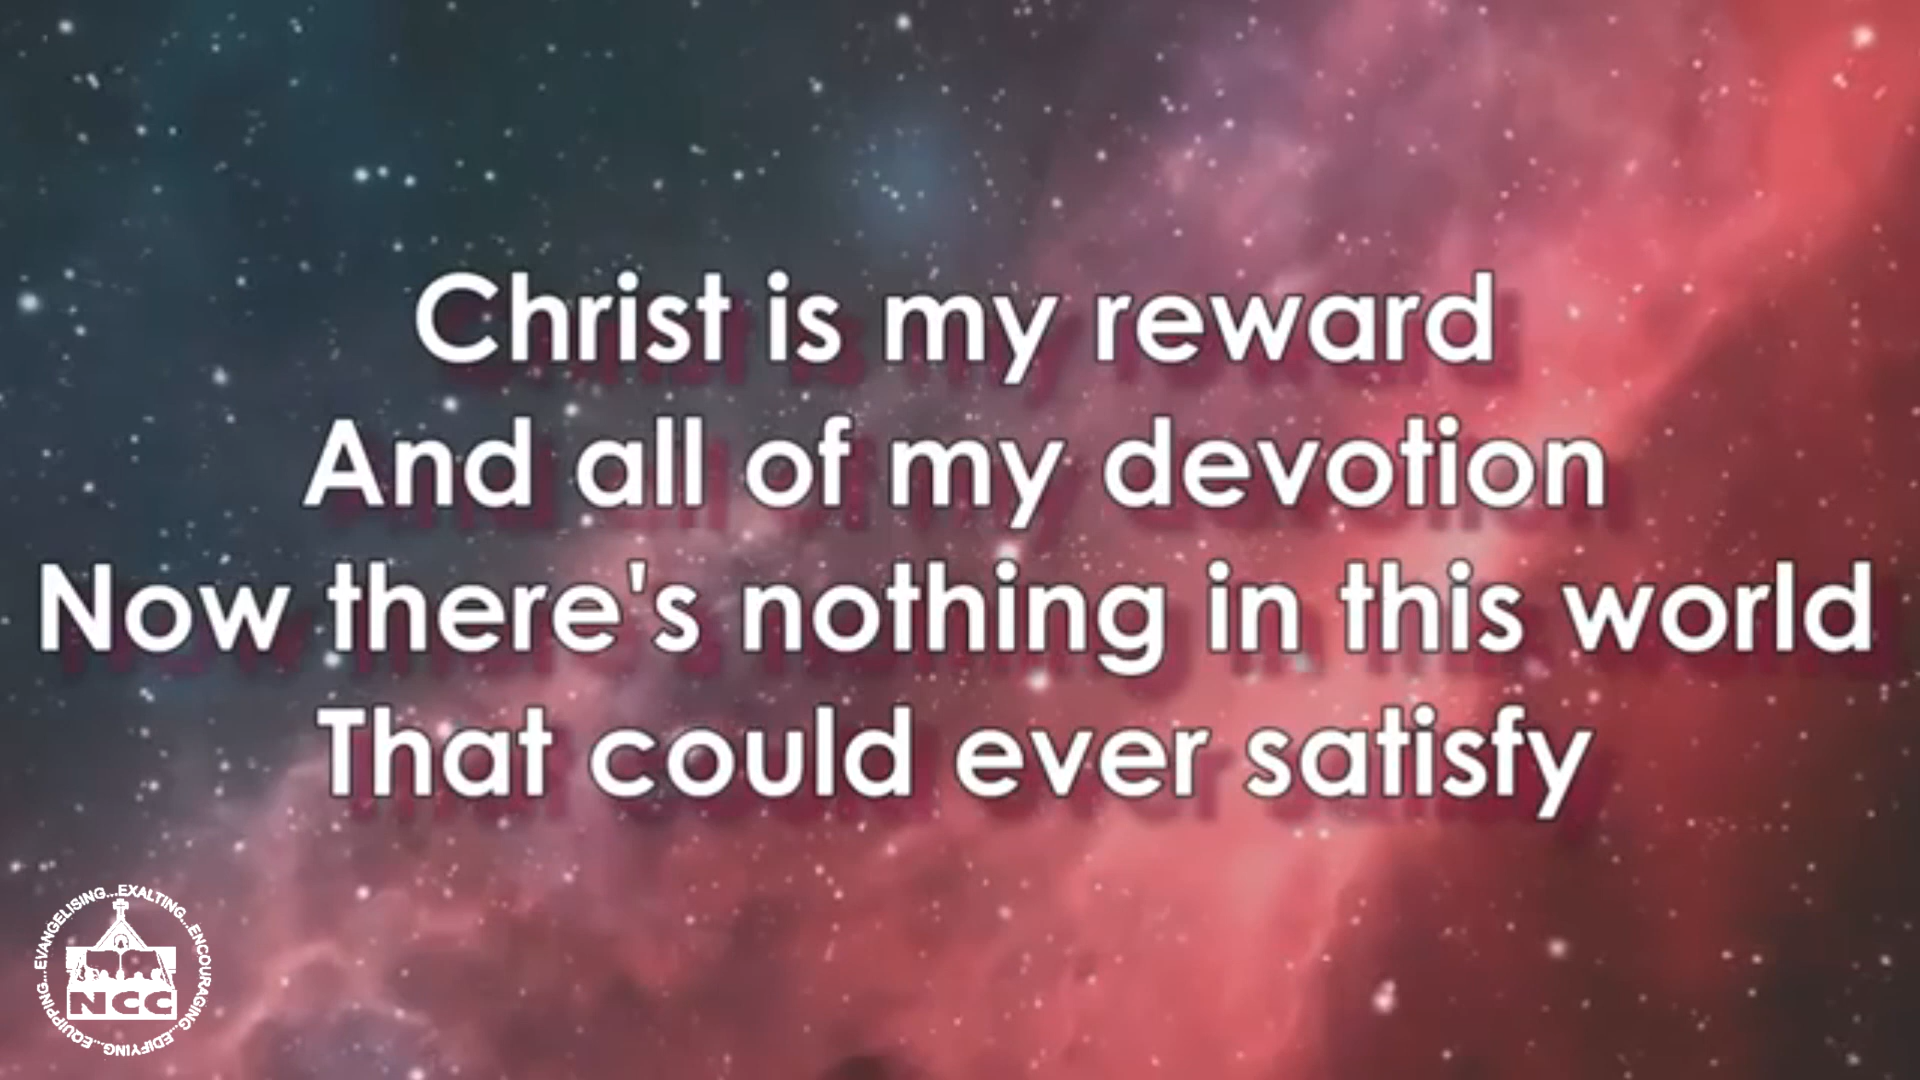 Christ is my reward
And all of my devotion
Now there's nothing in this world
That could ever satisfy
EVANGELISING...EXALTING...ENCOURAGING...EDIFYING...EQUIPPING...
NCC